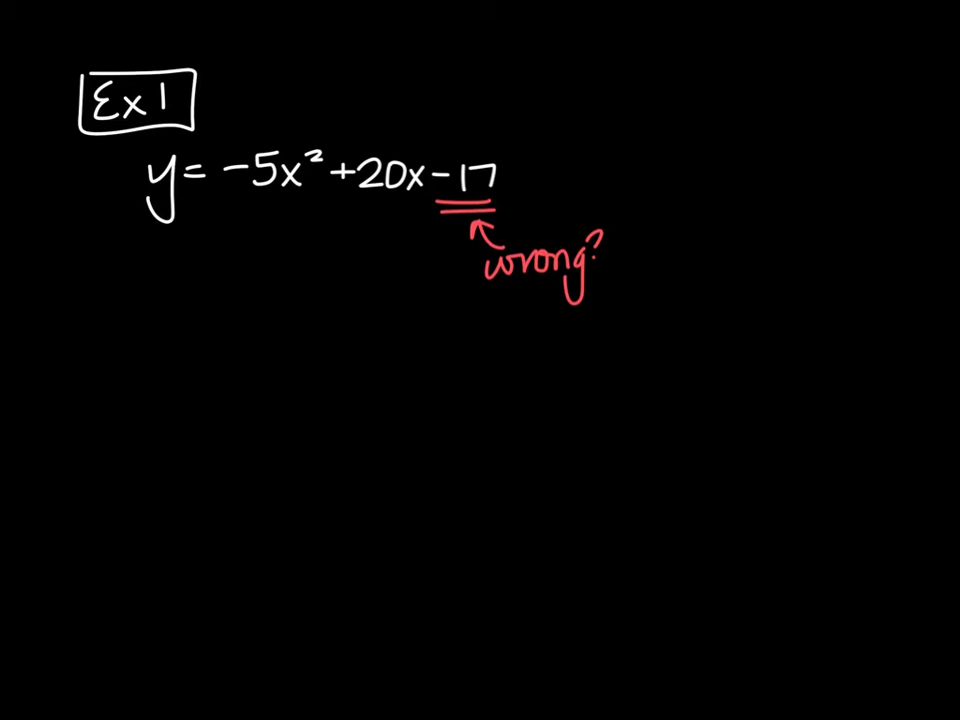 Ex 1
y = -5x² + 20x - 17
wrong?